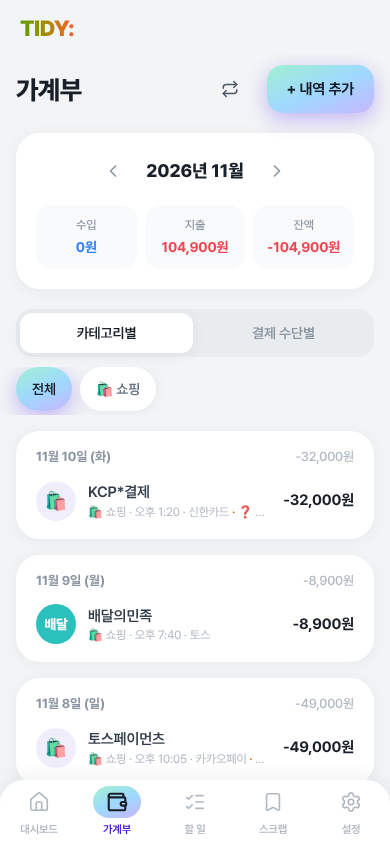 TIDY:
가계부
+ 내역 추가
2026년 11월
수입
0원
지출
104,900원
잔액
-104,900원
카테고리별
결제 수단별
전체
쇼핑
11월 10일 (화)
-32,000원
KCP*결제
-32,000원
쇼핑 · 오후 1:20 · 신한카드 · ❓ ...
11월 9일 (월)
-8,900원
배달
배달의민족
-8,900원
쇼핑 · 오후 7:40 · 토스
11월 8일 (일)
-49,000원
토스페이먼츠
-49,000원
쇼핑 · 오후 10:05 · 카카오페이 · ...
대시보드
가계부
할 일
스크랩
설정